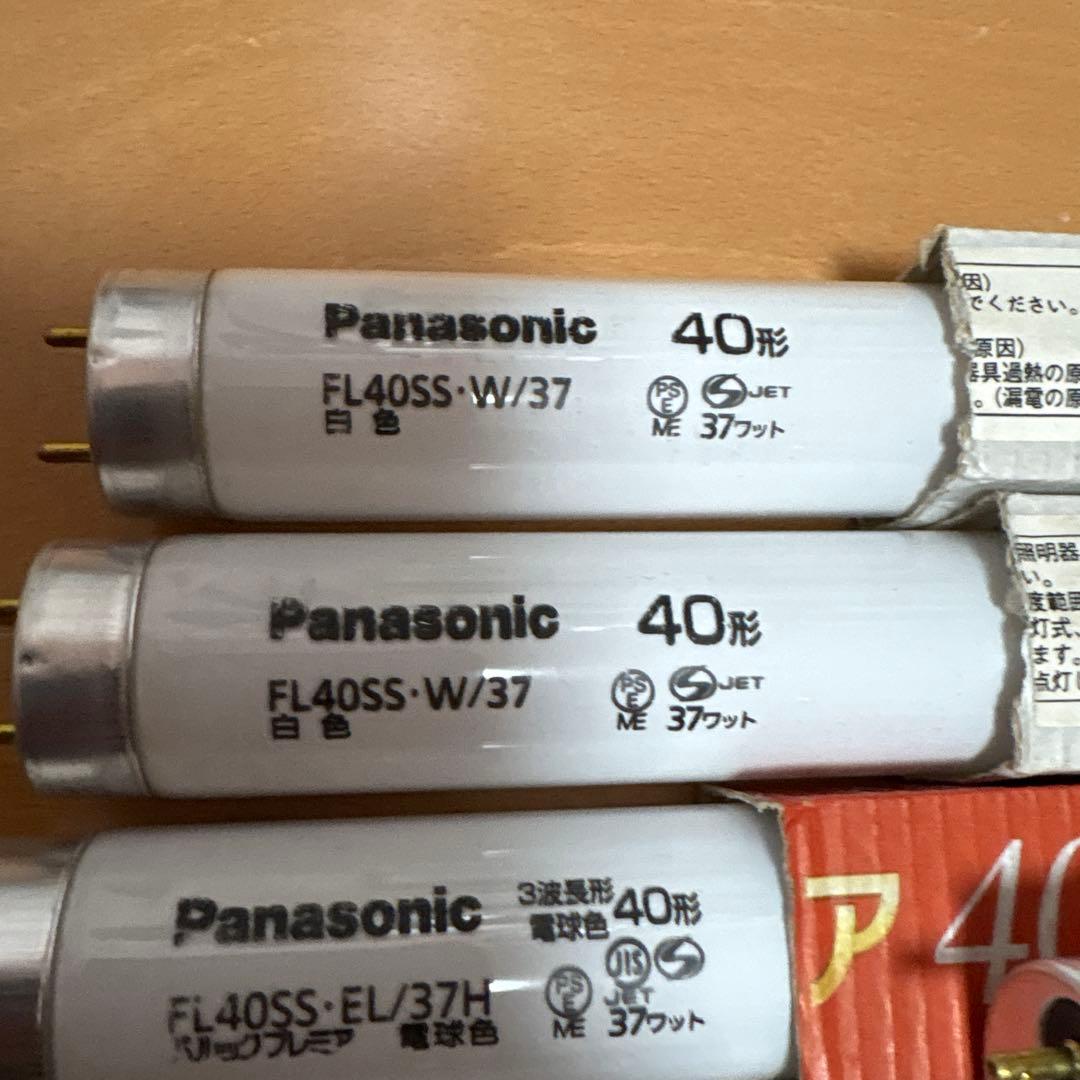 Panasonic 40形
FL40SS·W/37
白色
PS
E
ME
JET
37ワット
因)
でください。
原因)
器具過熱の原
。(漏電の原
Panasonic 40形
FL40SS·W/37
白色
PS
E
ME
JET
37ワット
照明器
い。
度範囲
灯式、
ます。
点灯し
Panasonic 3波長形
電球色 40形
FL40SS·EL/37H
パルックプレミア 電球色
PS
E
ME
JIS
JET
37ワット
ア 40